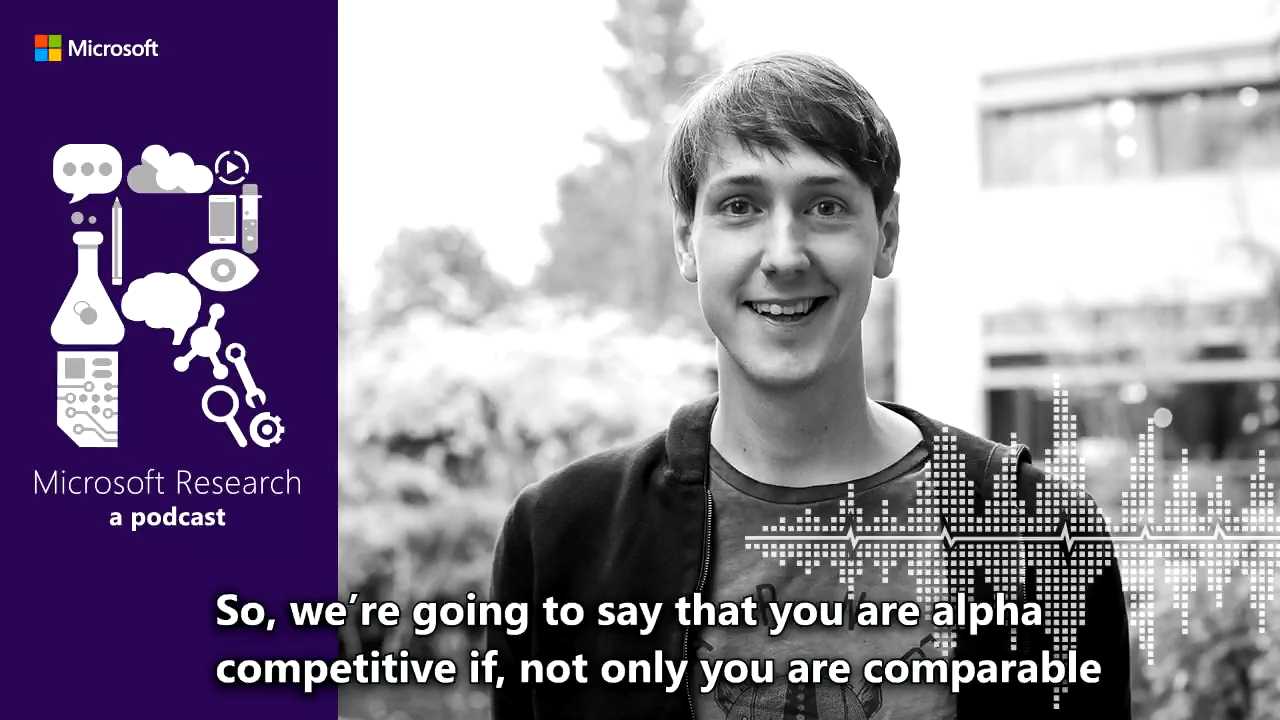 Microsoft
Microsoft Research
a podcast
So, we're going to say that you are alpha
competitive if, not only you are comparable